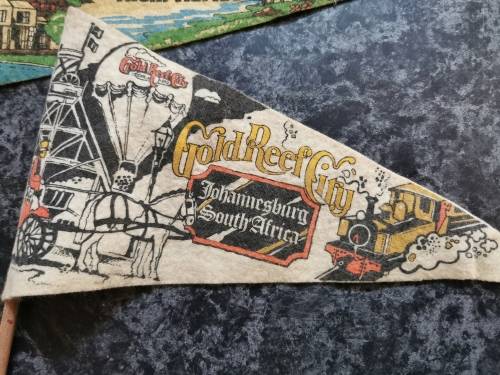 Gold Reef City
Gold Reef City
Johannesburg
South Africa